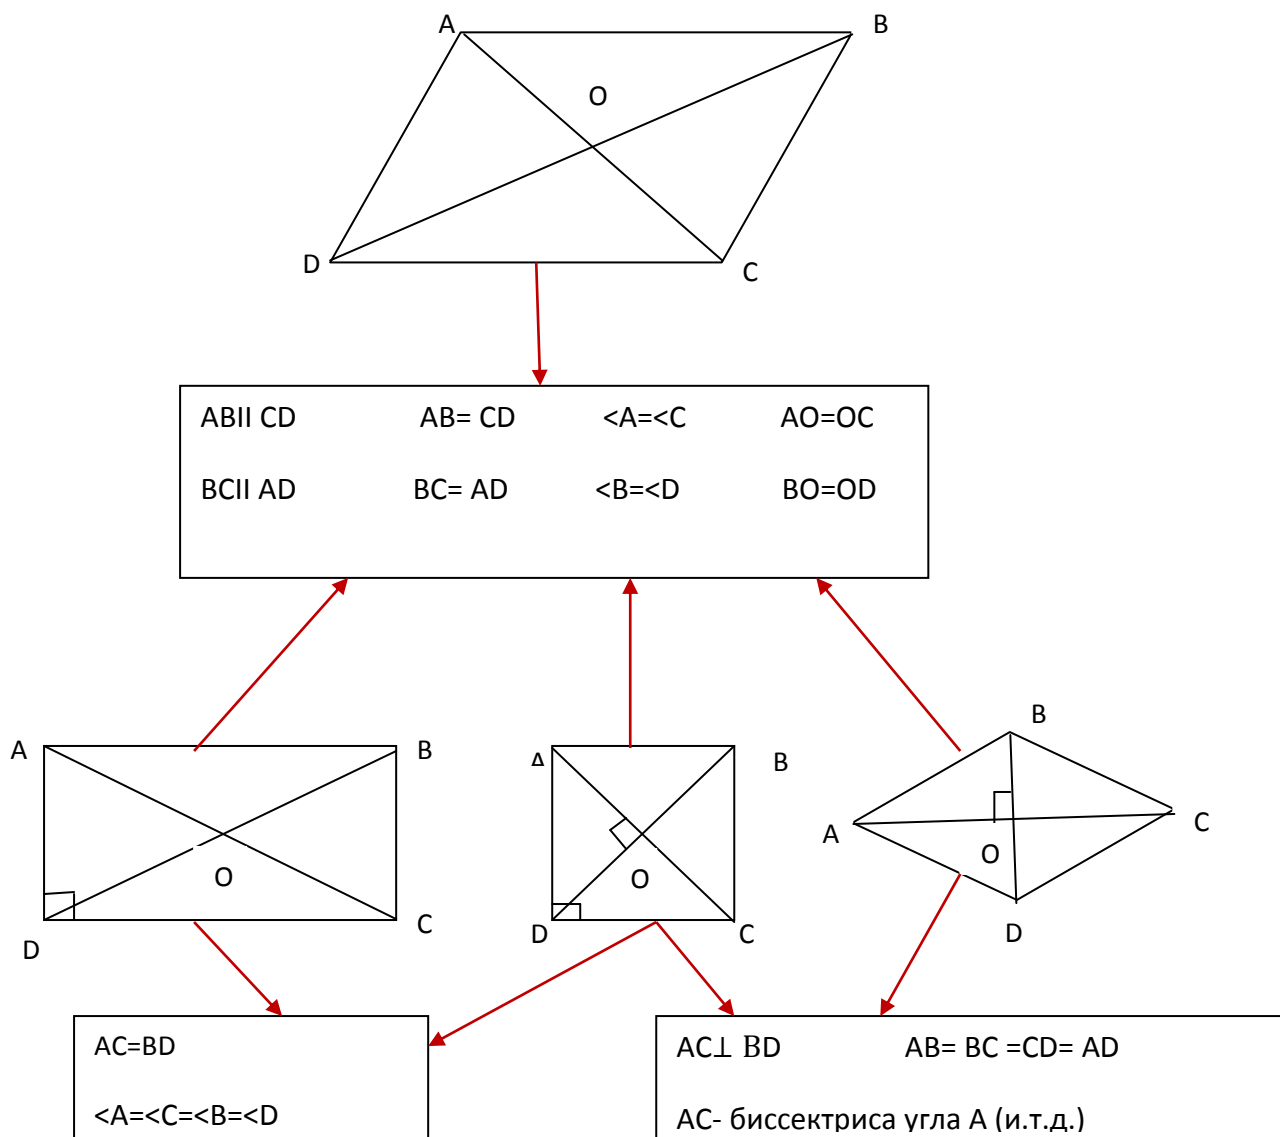 A B
O
D C
ABII CD AB= CD <A=<C AO=OC
BCII AD BC= AD <B=<D BO=OD
B
A B A B
A O C
O O
D C D C D
AC=BD AC⊥ BD AB= BC =CD= AD
<A=<C=<B=<D AC- биссектриса угла А (и.т.д.)